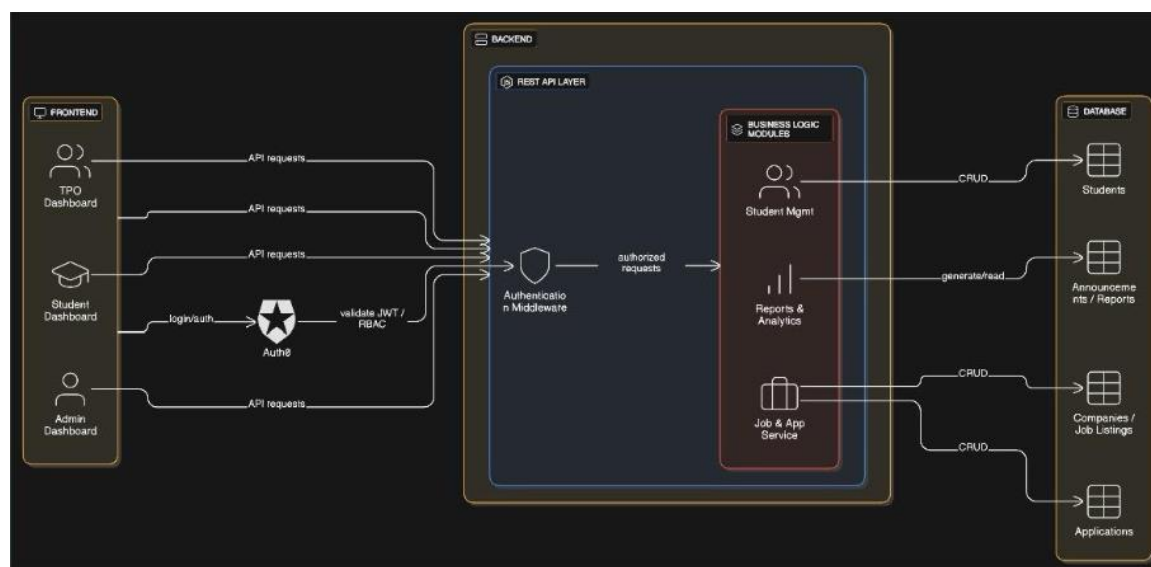 BACKEND
REST API LAYER
FRONTEND
TPO
Dashboard
Student
Dashboard
Admin
Dashboard
API requests
API requests
API requests
login/auth
Auth0
validate JWT /
RBAC
API requests
Authenticatio
n Middleware
authorized
requests
BUSINESS LOGIC
MODULES
Student Mgmt
Reports &
Analytics
Job & App
Service
CRUD
generate/read
CRUD
CRUD
DATABASE
Students
Announceme
nts / Reports
Companies /
Job Listings
Applications